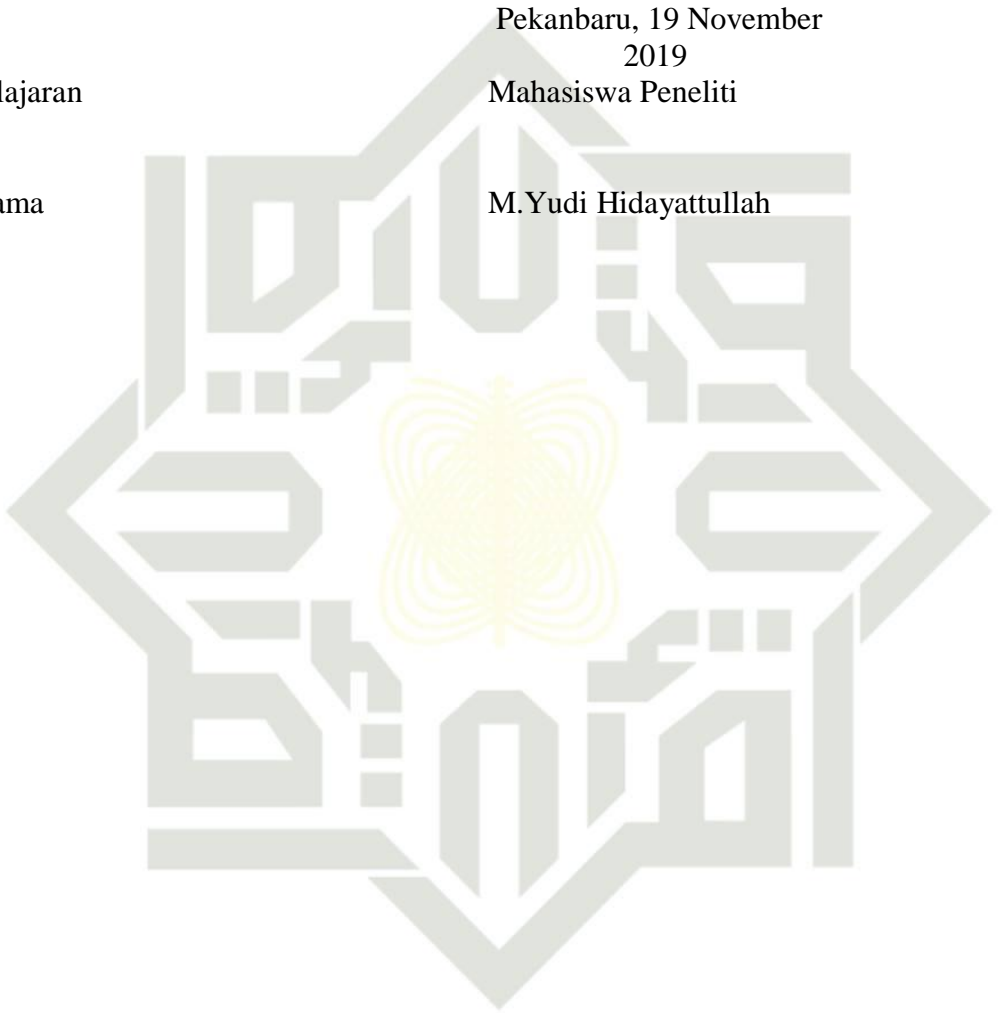 Pekanbaru, 19 November
2019
lajaran Mahasiswa Peneliti
ama M.Yudi Hidayattullah